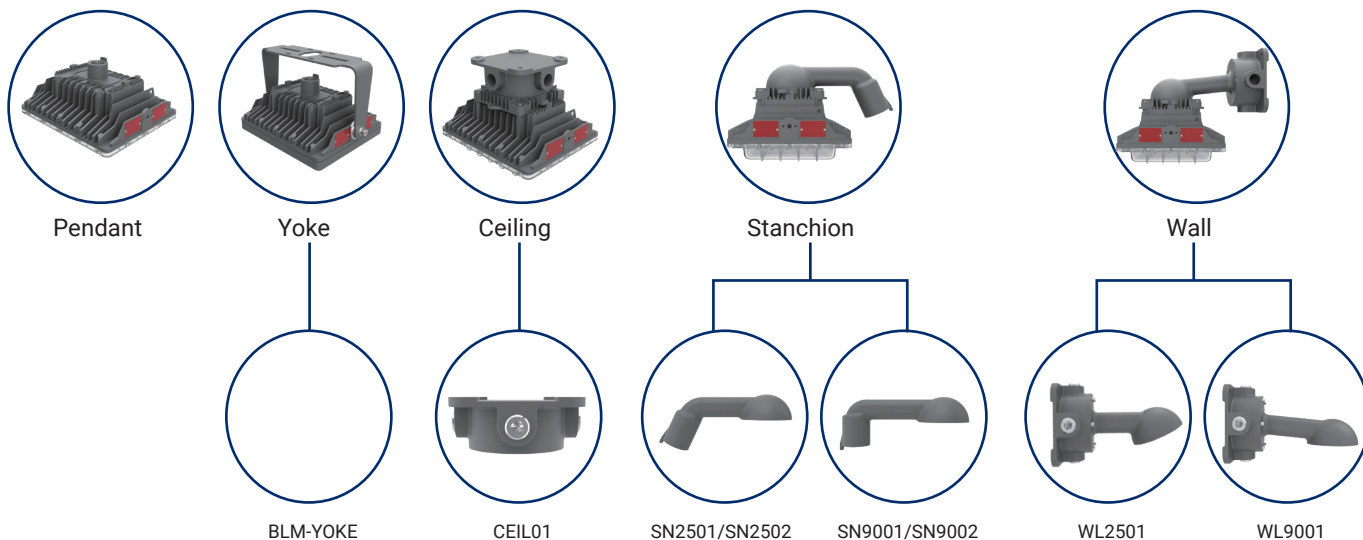 Pendant
Yoke
Ceiling
Stanchion
Wall
BLM-YOKE
CEIL01
SN2501/SN2502
SN9001/SN9002
WL2501
WL9001